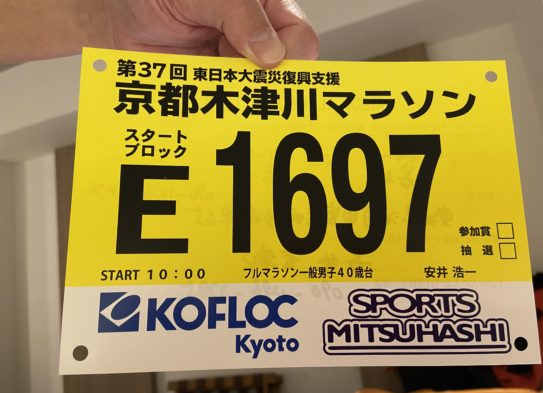 第37回 東日本大震災復興支援
京都木津川マラソン
スタート
ブロック
E 1697
参加賞
抽選
START 10:00 フルマラソン一般男子40歳台 安井 浩一
KOFLOC
Kyoto
SPORTS
MITSUHASHI